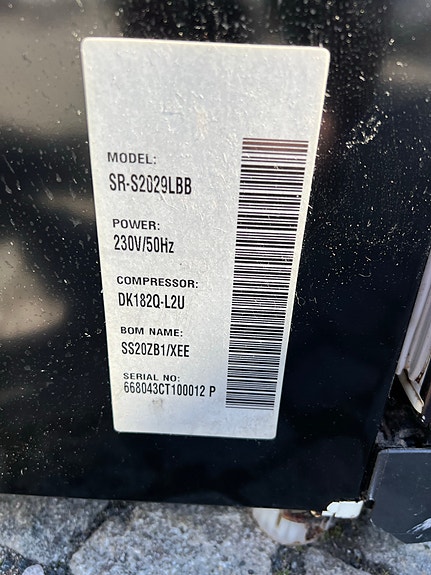 MODEL:
SR-S2029LBB
POWER:
230V/50Hz
COMPRESSOR:
DK182Q-L2U
BOM NAME:
SS20ZB1/XEE
SERIAL NO:
668043CT100012 P